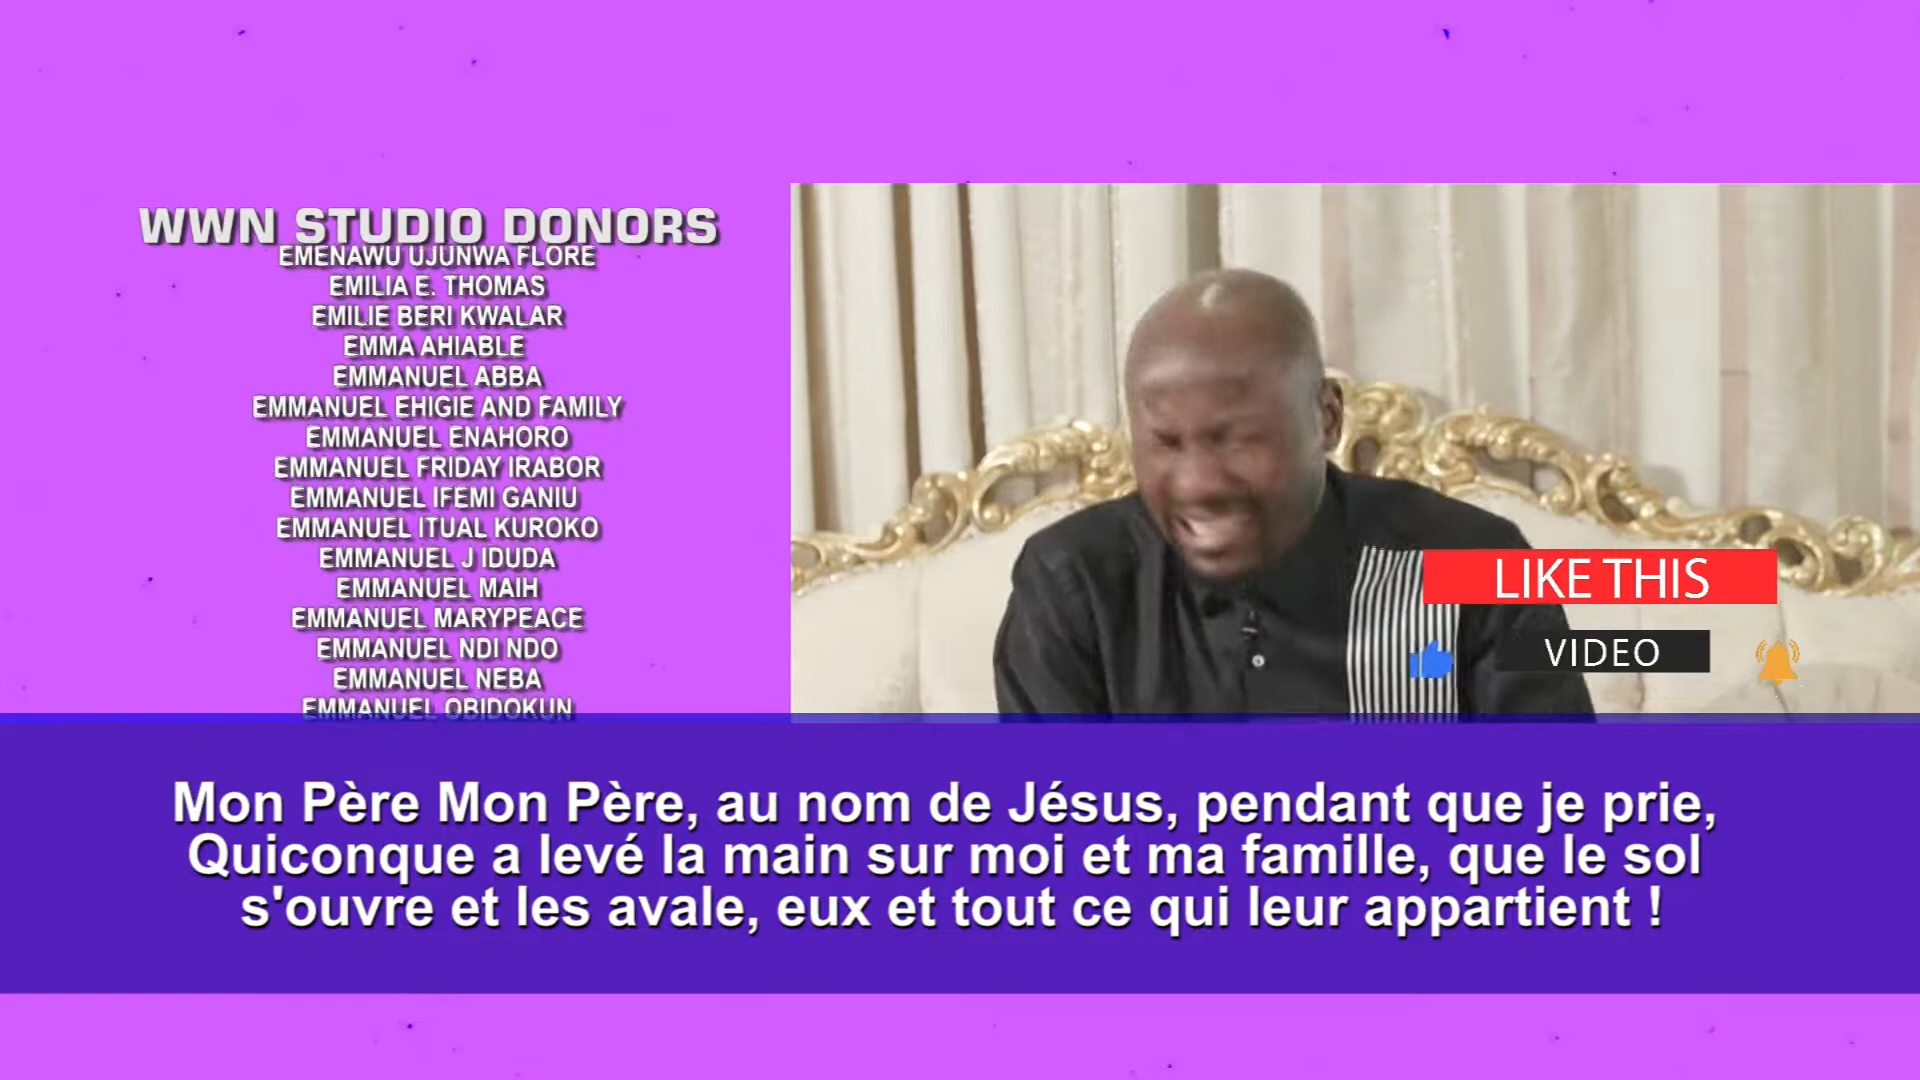 WWN STUDIO DONORS
EMENAWU UJUNWA FLORE
EMILIA E. THOMAS
EMILIE BERI KWALAR
EMMA AHIABLE
EMMANUEL ABBA
EMMANUEL EHIGIE AND FAMILY
EMMANUEL ENAHORO
EMMANUEL FRIDAY IRABOR
EMMANUEL IFEMI GANIU
EMMANUEL ITUAL KUROKO
EMMANUEL J IDUDA
EMMANUEL MAIH
EMMANUEL MARYPEACE
EMMANUEL NDI NDO
EMMANUEL NEBA
EMMANUEL OBIDOKUN
LIKE THIS
VIDEO
Mon Père Mon Père, au nom de Jésus, pendant que je prie,
Quiconque a levé la main sur moi et ma famille, que le sol
s'ouvre et les avale, eux et tout ce qui leur appartient !